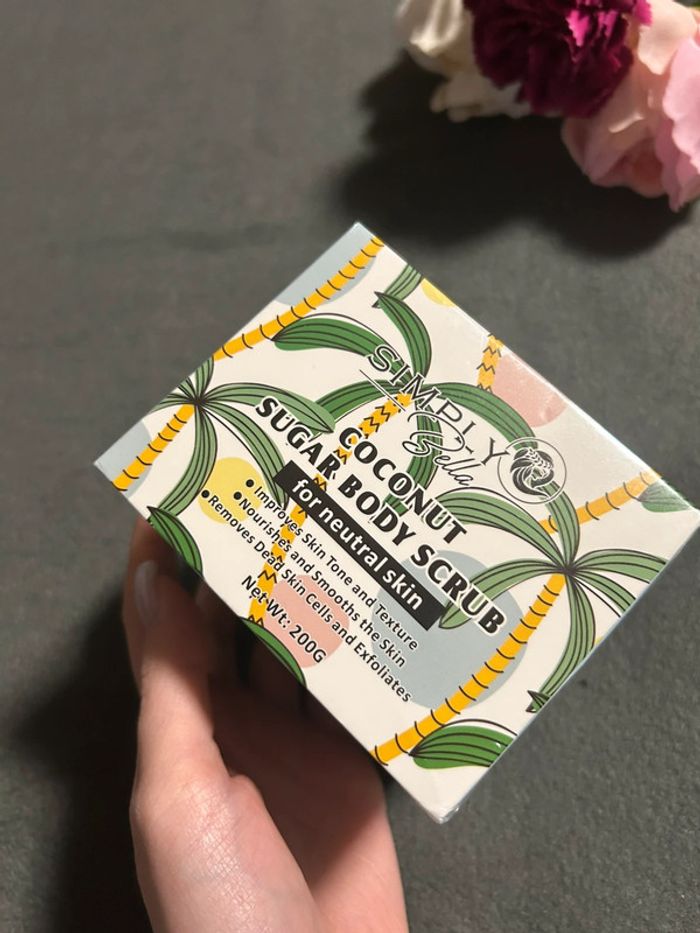 SIMPLY
Bella
COCONUT
SUGAR BODY SCRUB
for neutral skin
•Improves Skin Tone and Texture
•Nourishes and Smooths the Skin
•Removes Dead Skin Cells and Exfoliates
Net Wt: 200G